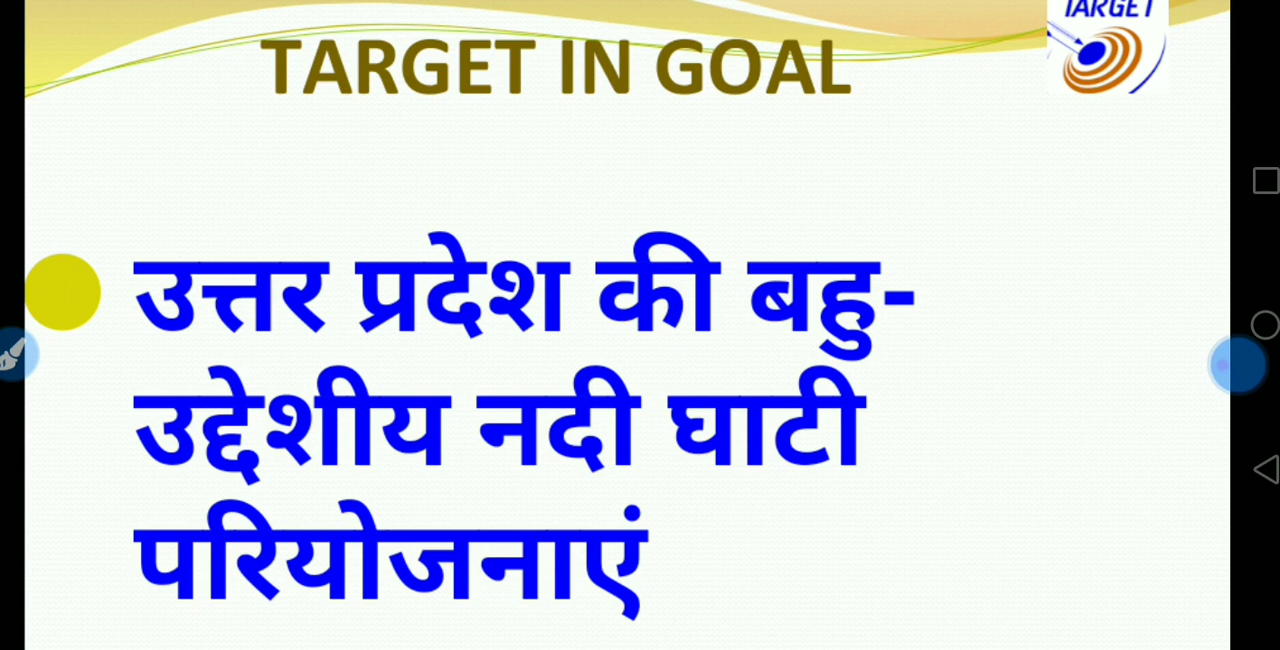 TARGET
TARGET IN GOAL
उत्तर प्रदेश की बहु-
उद्देशीय नदी घाटी
परियोजनाएं